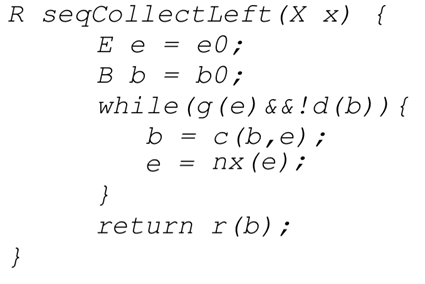 R seqCollectLeft(X x) {
E e = e0;
B b = b0;
while(g(e)&&!d(b)){
b = c(b,e);
e = nx(e);
}
return r(b);
}